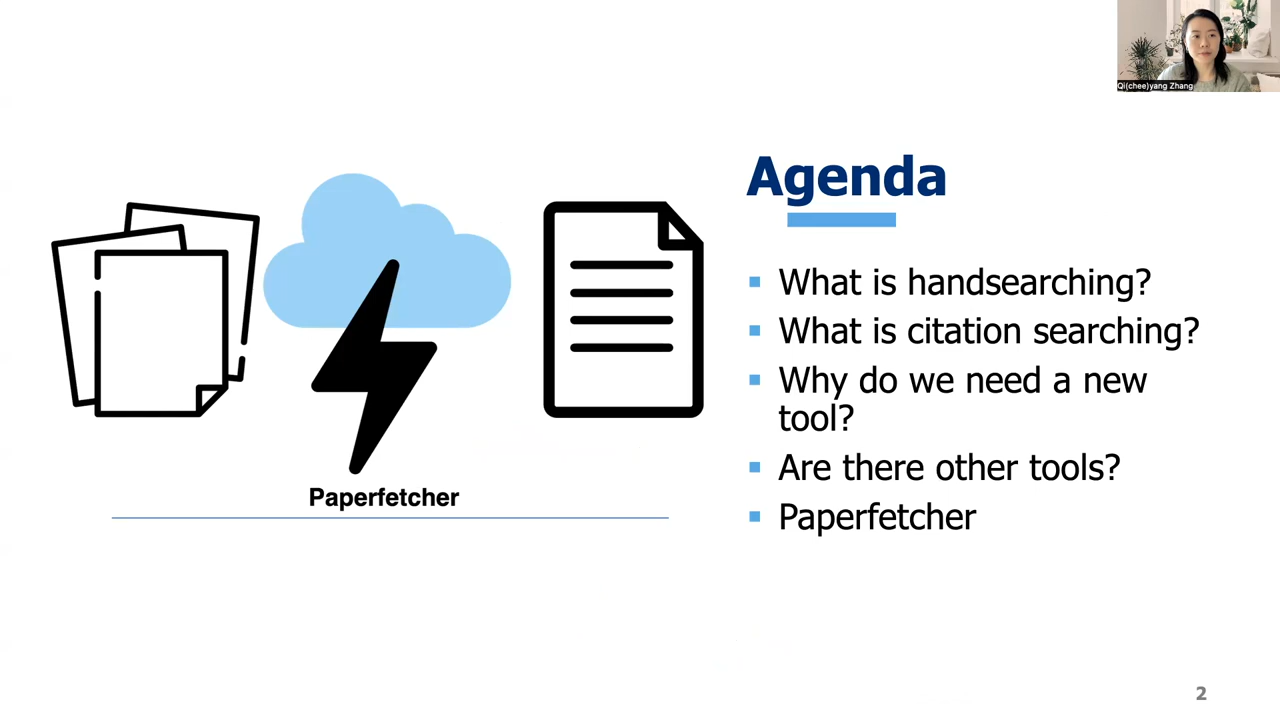 Qi(chee)yang Zhang
Agenda
What is handsearching?
What is citation searching?
Why do we need a new
tool?
Are there other tools?
Paperfetcher
Paperfetcher
2